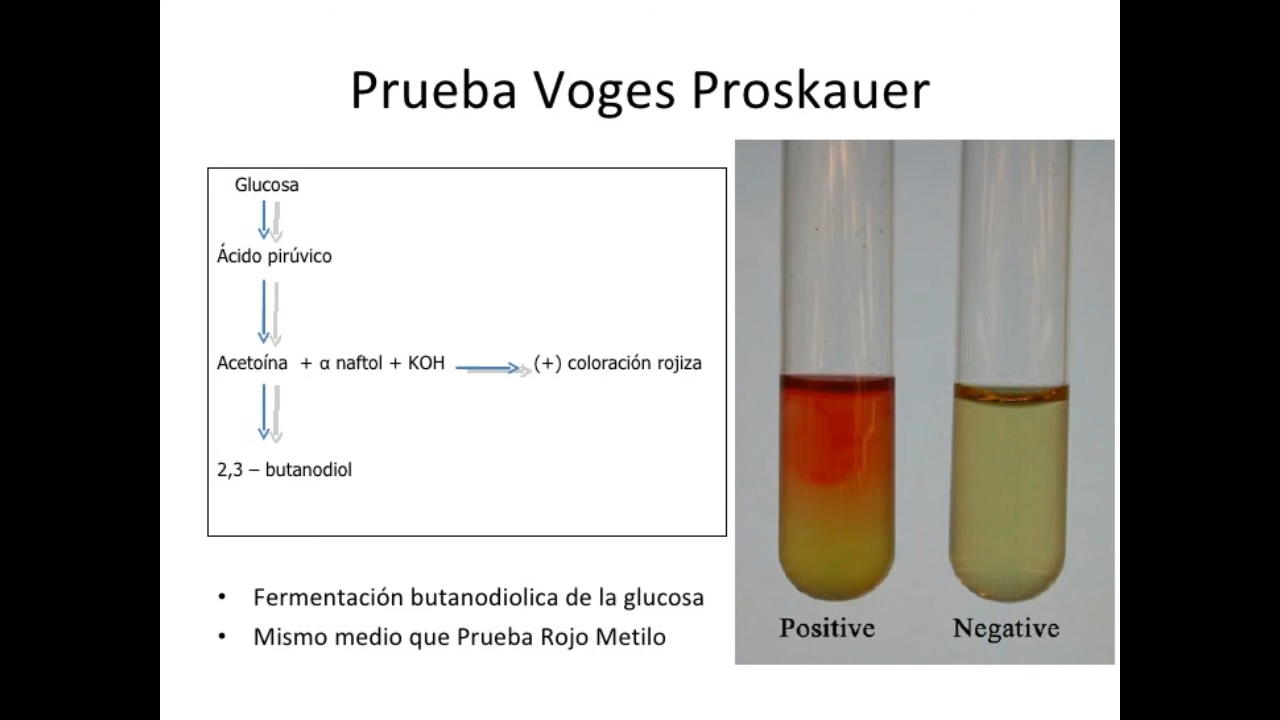 Prueba Voges Proskauer
Glucosa
Ácido pirúvico
Acetoína + α naftol + KOH (+) coloración rojiza
2,3 – butanodiol
• Fermentación butanodiolica de la glucosa
• Mismo medio que Prueba Rojo Metilo
Positive Negative